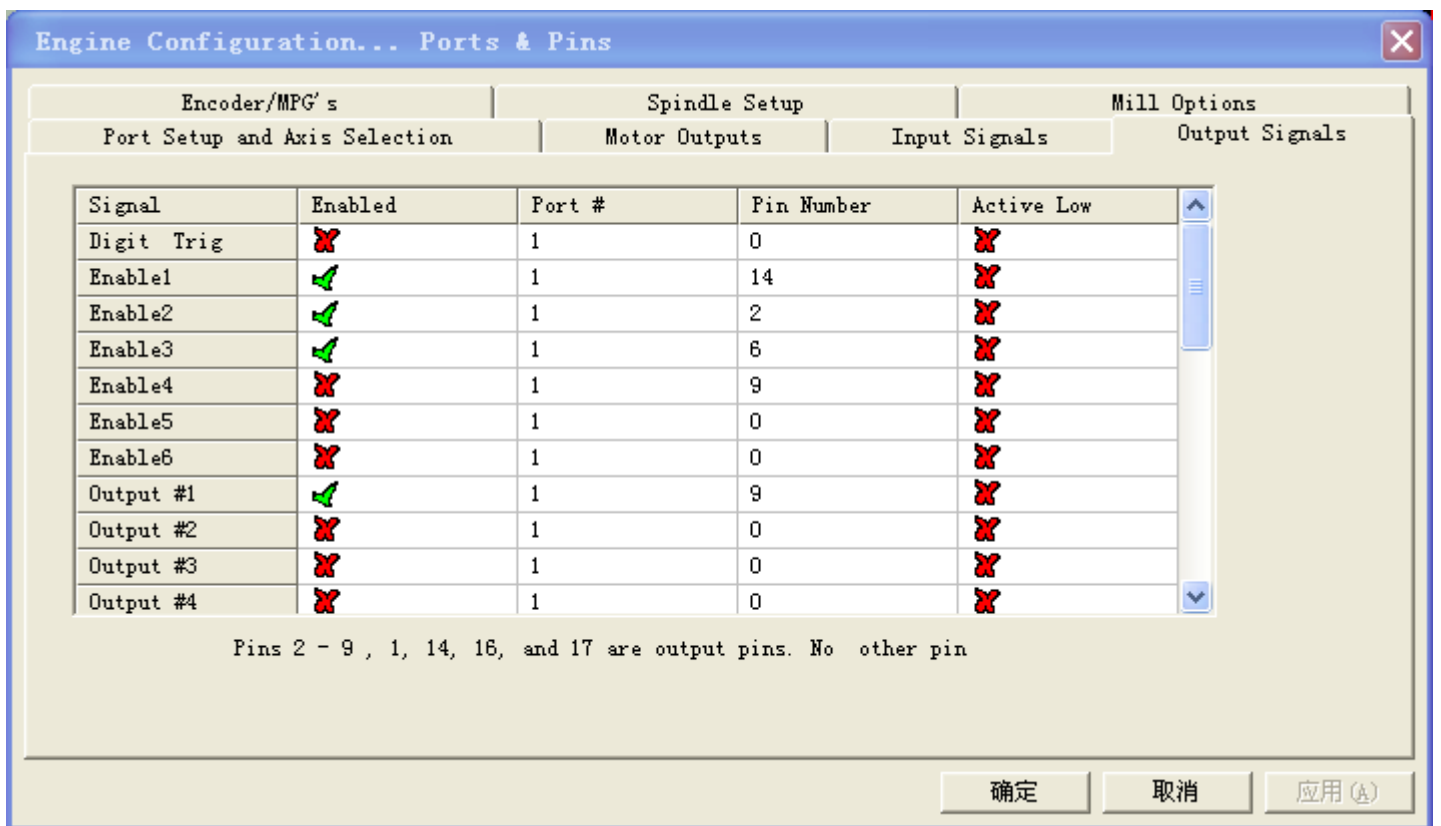 Engine Configuration... Ports & Pins
Encoder/MPG's Spindle Setup Mill Options
Port Setup and Axis Selection Motor Outputs Input Signals Output Signals
Signal Enabled Port # Pin Number Active Low
Digit Trig 1 0
Enable1 1 14
Enable2 1 2
Enable3 1 6
Enable4 1 9
Enable5 1 0
Enable6 1 0
Output #1 1 9
Output #2 1 0
Output #3 1 0
Output #4 1 0
Pins 2 - 9 , 1, 14, 16, and 17 are output pins. No other pin
确定 取消 应用(A)